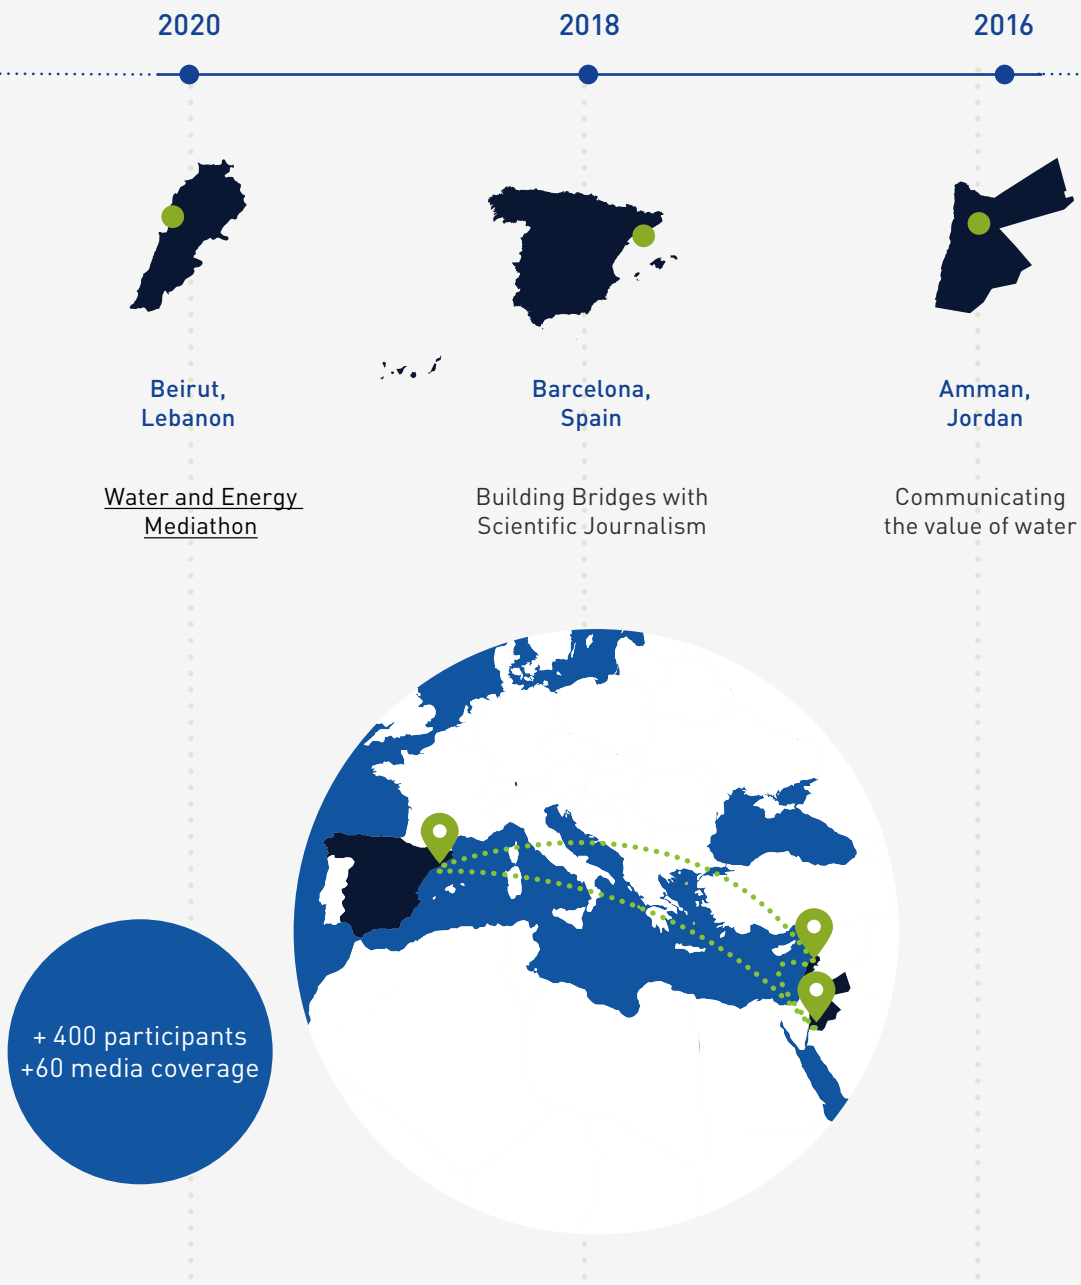 2020
2018
2016
Beirut,
Lebanon
Barcelona,
Spain
Amman,
Jordan
Water and Energy
Mediathon
Building Bridges with
Scientific Journalism
Communicating
the value of water
+ 400 participants
+60 media coverage